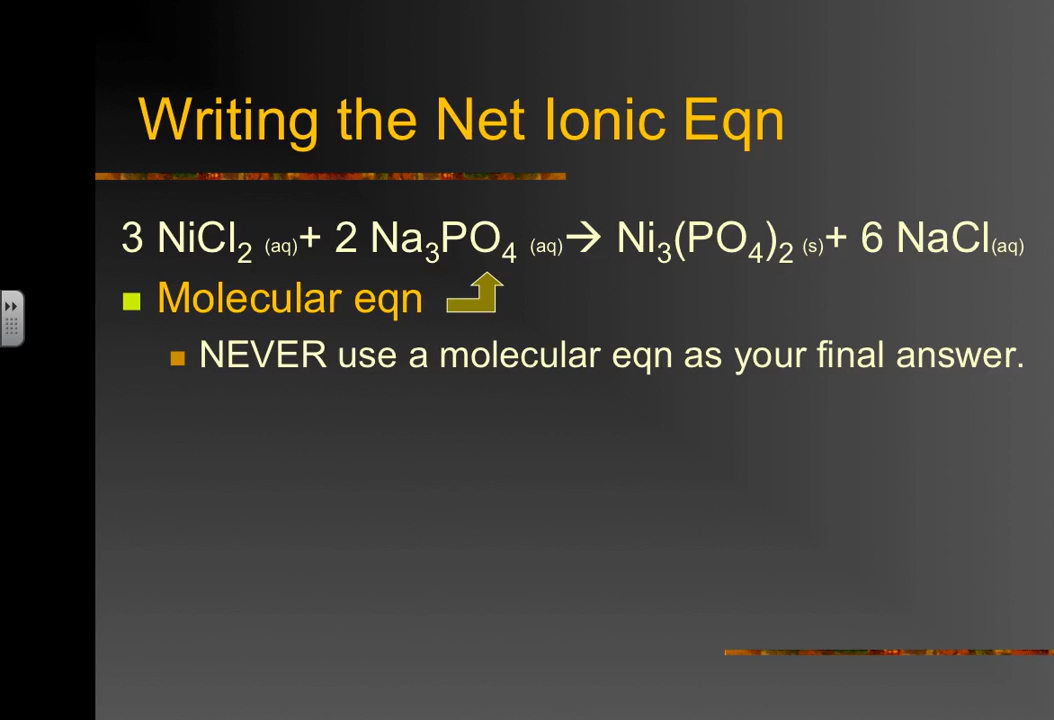 Writing the Net Ionic Eqn
3 NiCl₂ (aq)+ 2 Na₃PO₄ (aq)→ Ni₃(PO₄)₂ (s)+ 6 NaCl(aq)
Molecular eqn
NEVER use a molecular eqn as your final answer.